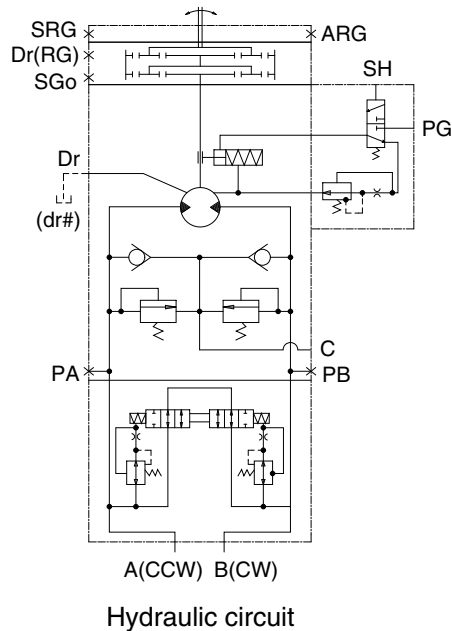 SRG
ARG
Dr(RG)
SGo
SH
PG
Dr
(dr#)
C
PA
PB
A(CCW) B(CW)
Hydraulic circuit